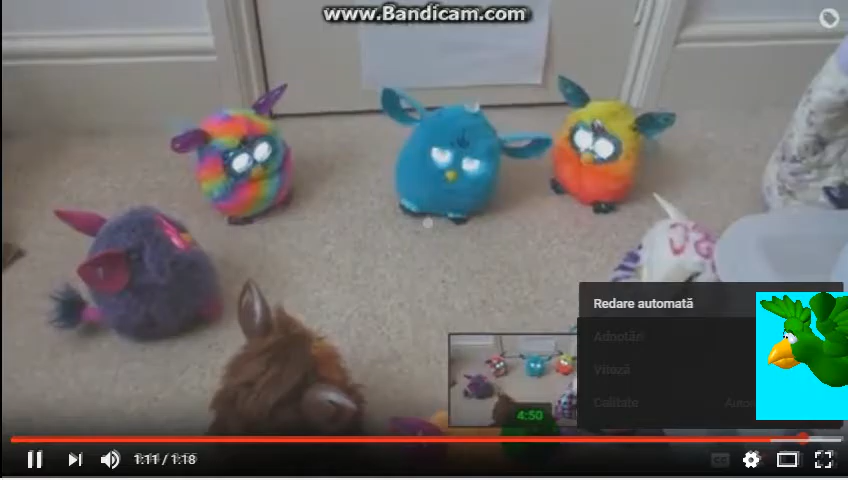 www.Bandicam.com
Redare automată
Adnotări
Viteză
Calitate
4:50
1:11 / 1:18